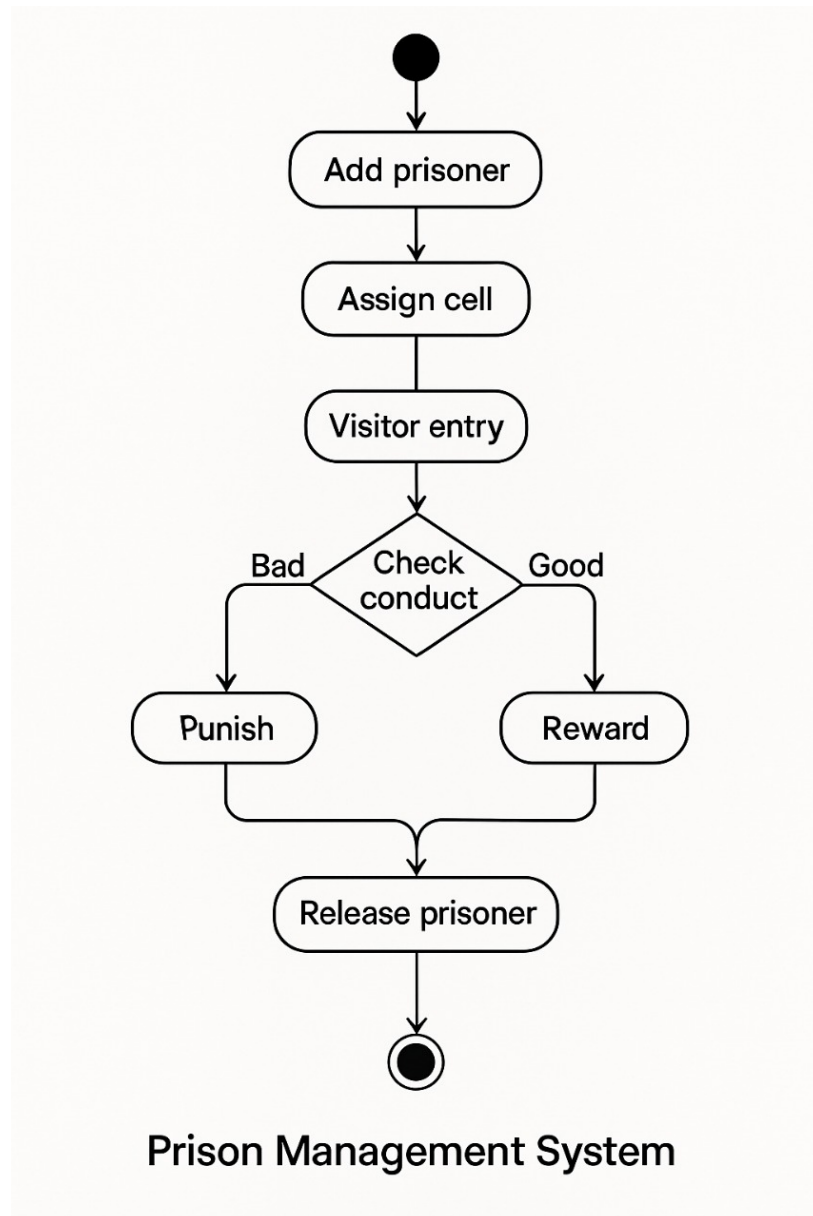 Add prisoner
Assign cell
Visitor entry
Check
conduct
Bad
Good
Punish
Reward
Release prisoner
Prison Management System